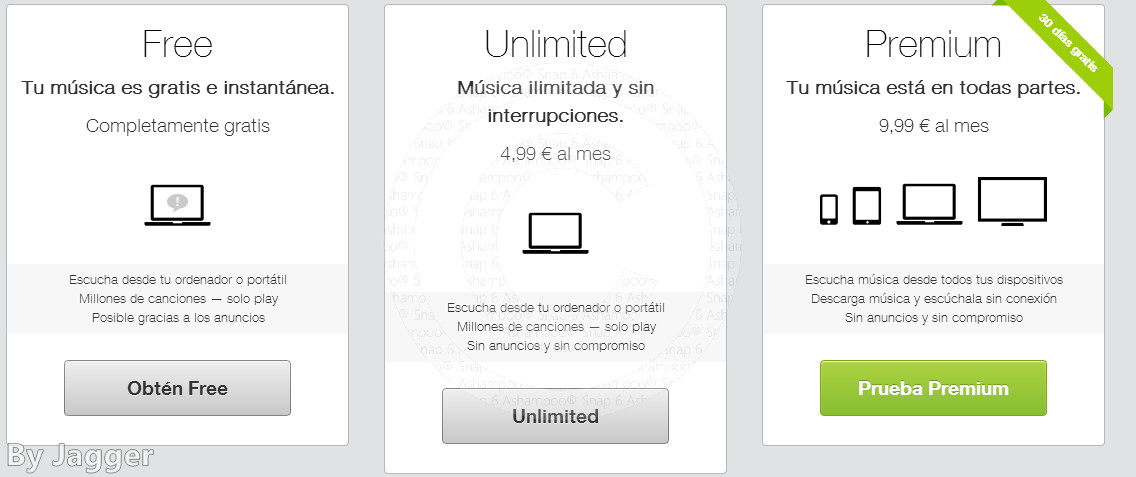 Free
Tu música es gratis e instantánea.
Completamente gratis
Escucha desde tu ordenador o portátil
Millones de canciones — solo play
Posible gracias a los anuncios
Obtén Free
Unlimited
Música ilimitada y sin
interrupciones.
4,99 € al mes
Escucha desde tu ordenador o portátil
Millones de canciones — solo play
Sin anuncios y sin compromiso
Unlimited
Premium
30 días gratis
Tu música está en todas partes.
9,99 € al mes
Escucha música desde todos tus dispositivos
Descarga música y escúchala sin conexión
Sin anuncios y sin compromiso
Prueba Premium
By Jagger